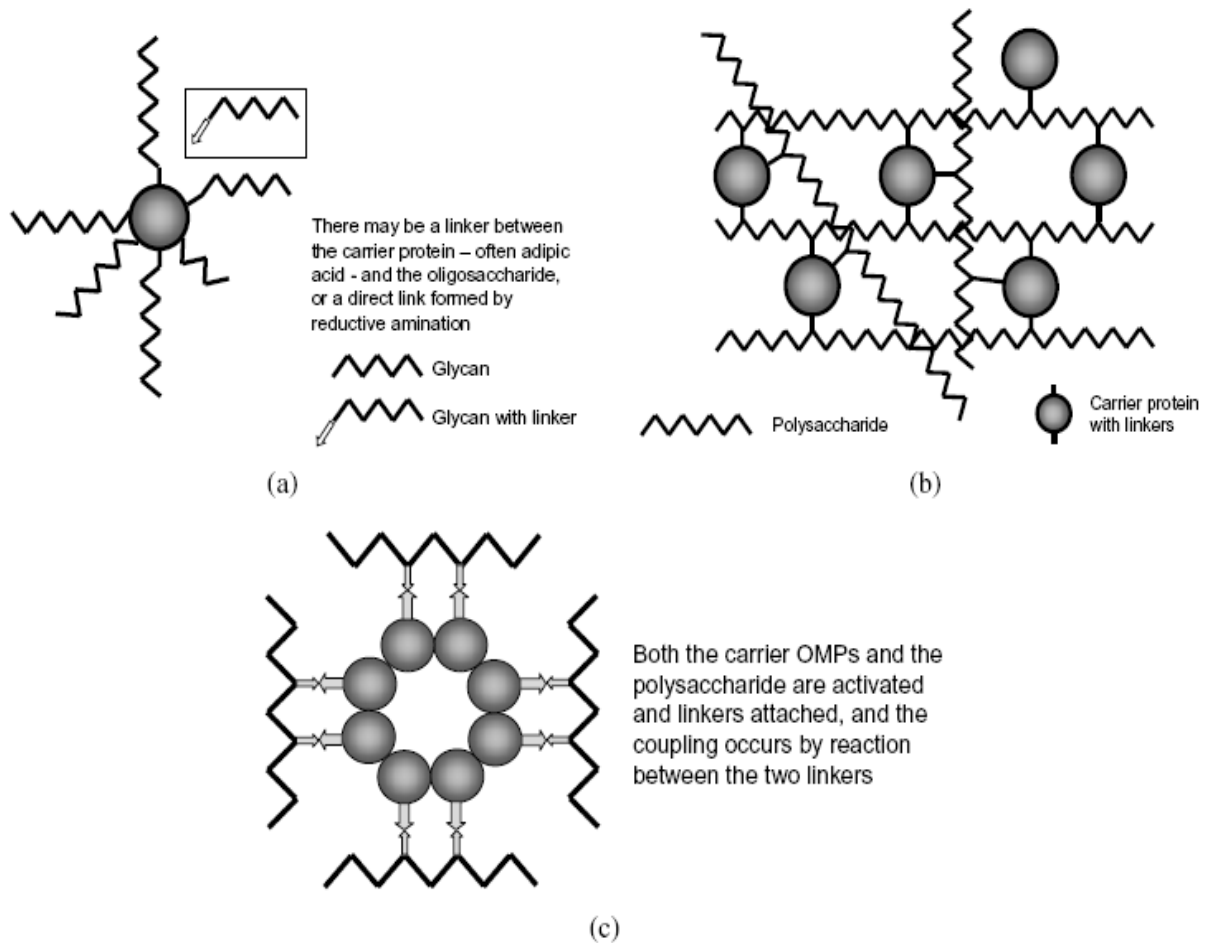 There may be a linker between
the carrier protein – often adipic
acid - and the oligosaccharide,
or a direct link formed by
reductive amination
Glycan
Glycan with linker
(a)
Polysaccharide
Carrier protein
with linkers
(b)
Both the carrier OMPs and the
polysaccharide are activated
and linkers attached, and the
coupling occurs by reaction
between the two linkers
(c)